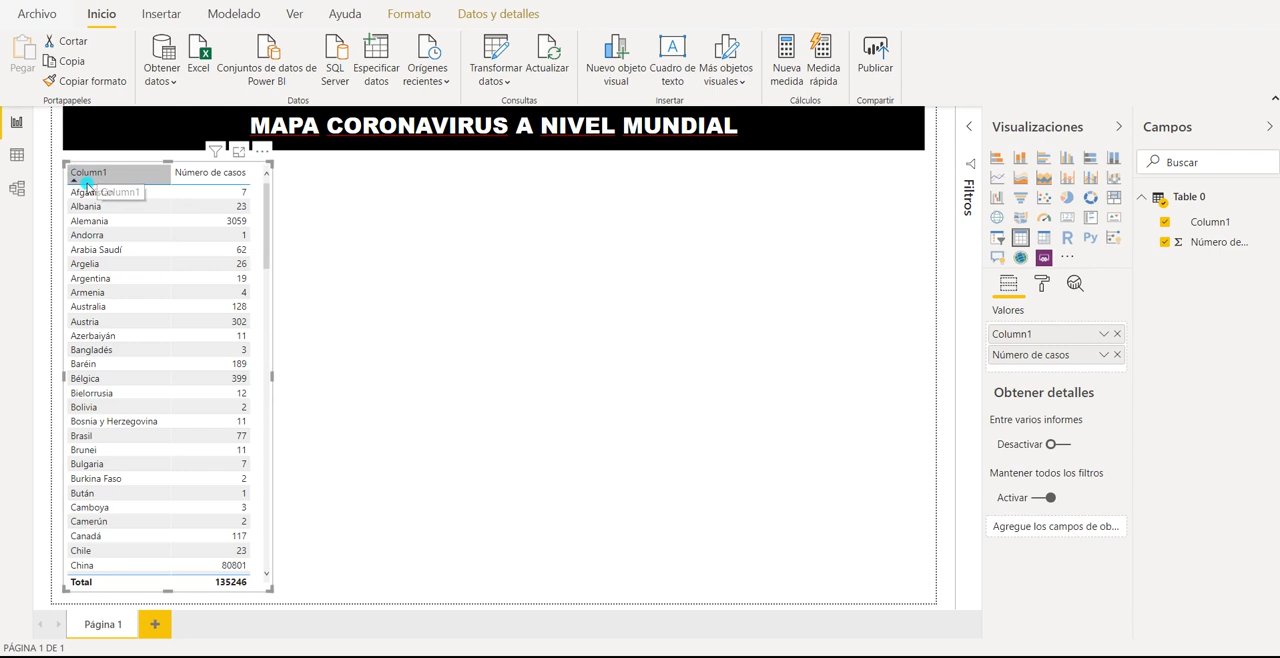 Archivo Inicio Insertar Modelado Ver Ayuda Formato Datos y detalles
Pegar
Cortar
Copia
Copiar formato
Portapapeles
Obtener datos
Excel
Conjuntos de datos de Power BI
SQL Server
Especificar datos
Orígenes recientes
Datos
Transformar datos
Actualizar
Consultas
Nuevo objeto visual
Cuadro de texto
A
Más objetos visuales
Insertar
Nueva medida
Medida rápida
Cálculos
Publicar
Compartir
MAPA CORONAVIRUS A NIVEL MUNDIAL
Column1 Número de casos
Column1
7
Albania 23
Alemania 3059
Andorra 1
Arabia Saudí 62
Argelia 26
Argentina 19
Armenia 4
Australia 128
Austria 302
Azerbaiyán 11
Bangladés 3
Baréin 189
Bélgica 399
Bielorrusia 12
Bolivia 2
Bosnia y Herzegovina 11
Brasil 77
Brunei 11
Bulgaria 7
Burkina Faso 2
Bután 1
Camboya 3
Camerún 2
Canadá 117
Chile 23
China 80801
Total 135246
Filtros
Visualizaciones
R Py
Valores
Column1
Número de casos
Obtener detalles
Entre varios informes
Desactivar
Mantener todos los filtros
Activar
Agregue los campos de ob...
Campos
Buscar
Table 0
Column1
Σ Número de...
Página 1
PÁGINA 1 DE 1